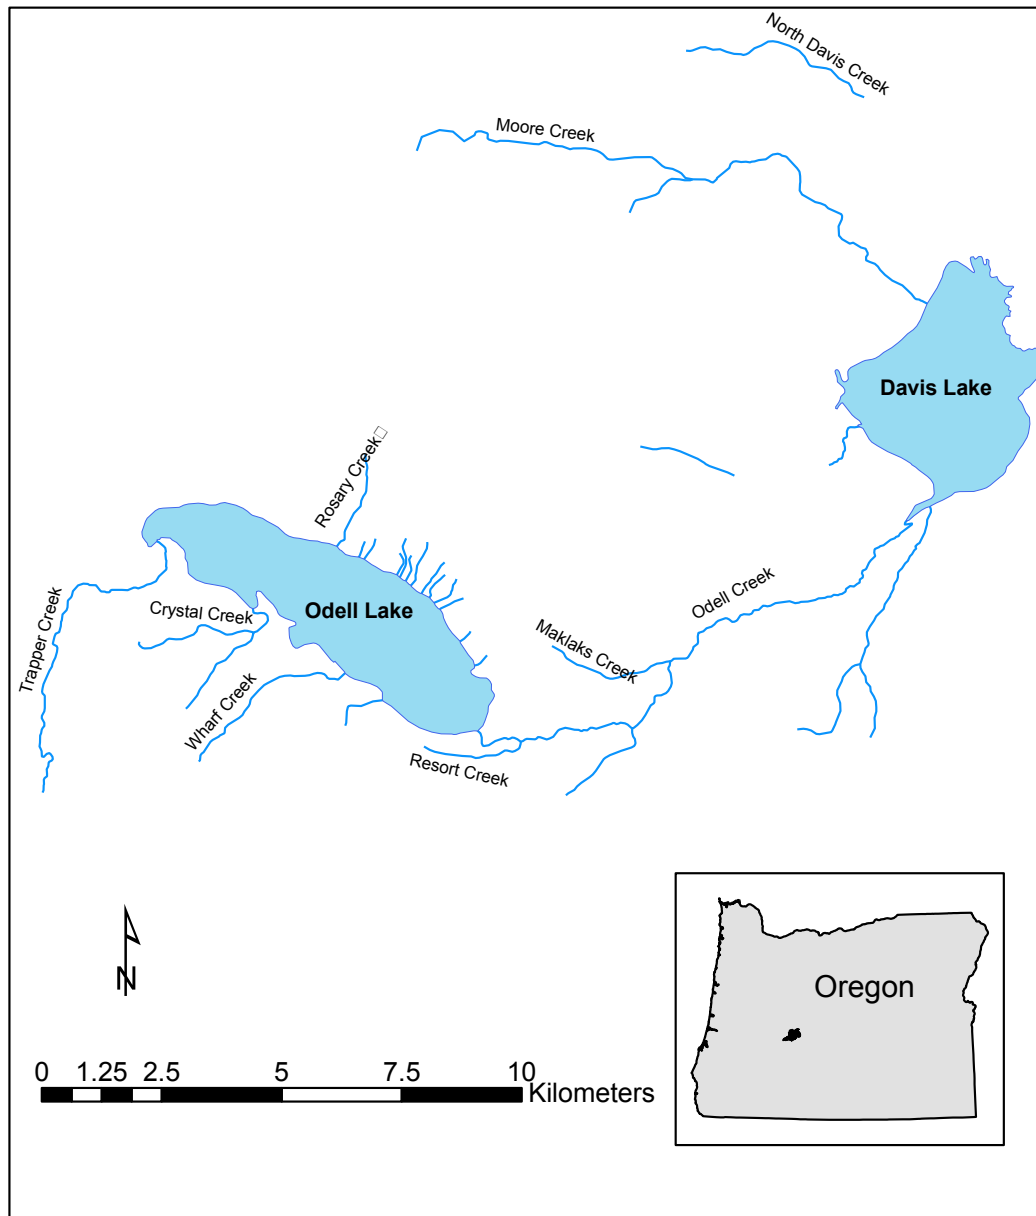 North Davis Creek
Moore Creek
Davis Lake
Rosary Creek
Odell Creek
Crystal Creek
Odell Lake
Trapper Creek
Maklaks Creek
Wharf Creek
Resort Creek
N
Oregon
0 1.25 2.5 5 7.5 10
Kilometers